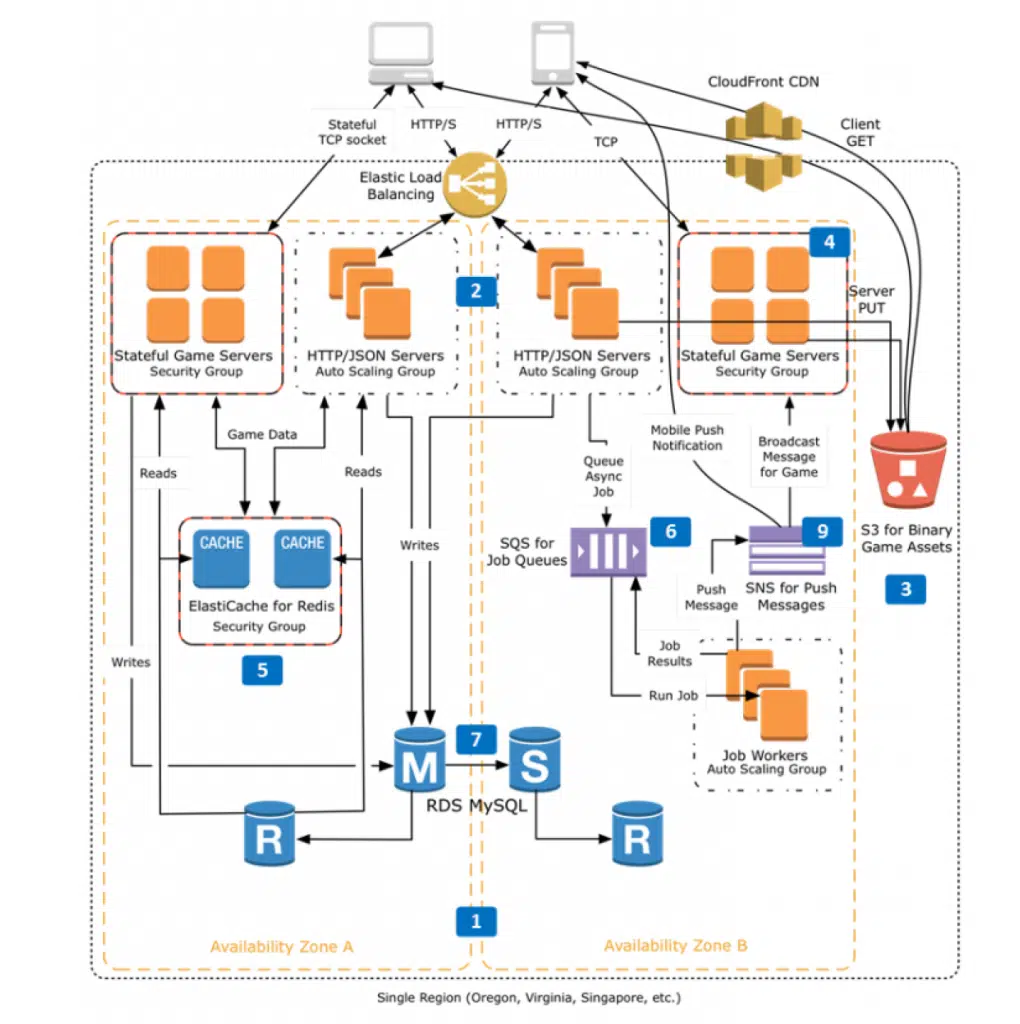 CloudFront CDN
Stateful
TCP socket
HTTP/S
HTTP/S
TCP
Client
GET
Elastic Load
Balancing
4
2
Server
PUT
Stateful Game Servers
Security Group
HTTP/JSON Servers
Auto Scaling Group
HTTP/JSON Servers
Auto Scaling Group
Stateful Game Servers
Security Group
Game Data
Reads
Reads
Mobile Push
Notification
Broadcast
Message
for Game
Queue
Async
Job
CACHE
CACHE
ElastiCache for Redis
Security Group
5
Writes
SQS for
Job Queues
6
9
S3 for Binary
Game Assets
3
Push
Message
SNS for Push
Messages
Job
Results
Run Job
Writes
Job Workers
Auto Scaling Group
7
M
S
RDS MySQL
R
R
1
Availability Zone A
Availability Zone B
Single Region (Oregon, Virginia, Singapore, etc.)